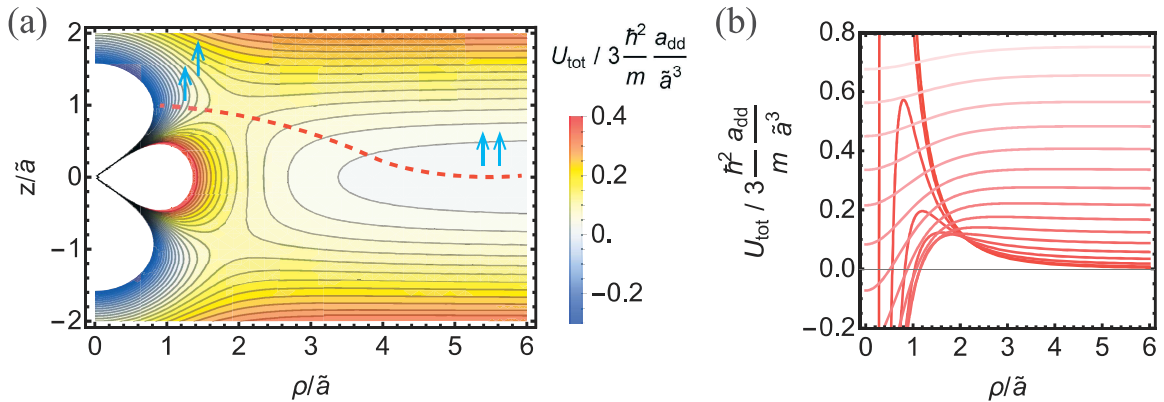 (a)
2
1
0
−1
−2
z/ã
0 1 2 3 4 5 6
ρ/ã
U_tot / 3 ħ²/m a_dd/ã³
0.4
0.2
0.
−0.2
(b)
0.8
0.6
0.4
0.2
0.0
-0.2
U_tot / 3 ħ²/m a_dd/ã³
0 1 2 3 4 5 6
ρ/ã